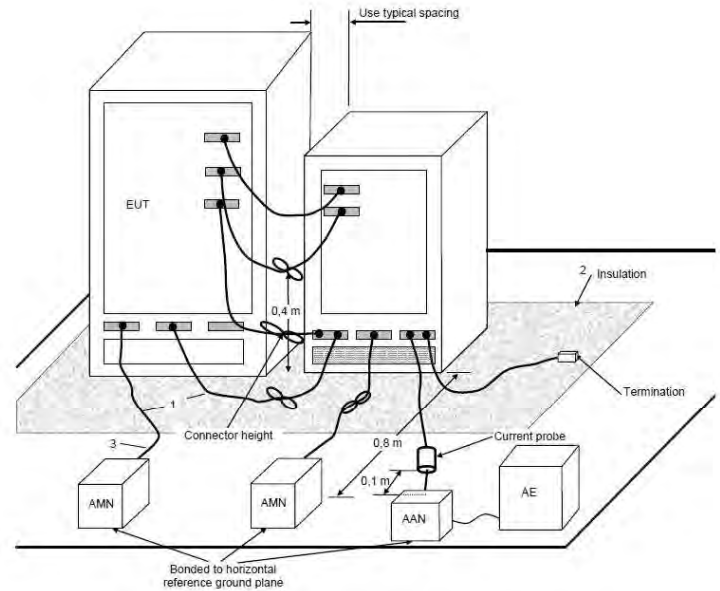 Use typical spacing
EUT
2
Insulation
0,4 m
1
Termination
Connector height
0,8 m
Current probe
3
0,1 m
AMN
AMN
AAN
AE
Bonded to horizontal
reference ground plane